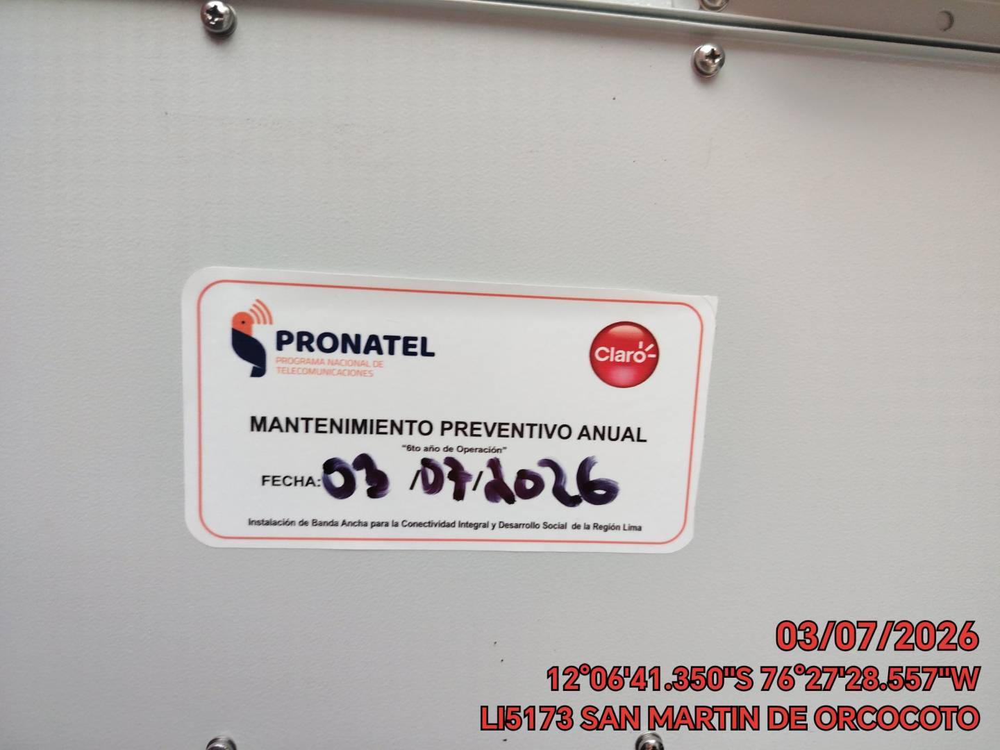 PRONATEL
PROGRAMA NACIONAL DE
TELECOMUNICACIONES
Claro
MANTENIMIENTO PREVENTIVO ANUAL
"6to año de Operación"
FECHA: 03/07/2026
Instalación de Banda Ancha para la Conectividad Integral y Desarrollo Social de la Región Lima
03/07/2026
12°06'41.350"S 76°27'28.557"W
LI5173 SAN MARTIN DE ORCOCOTO